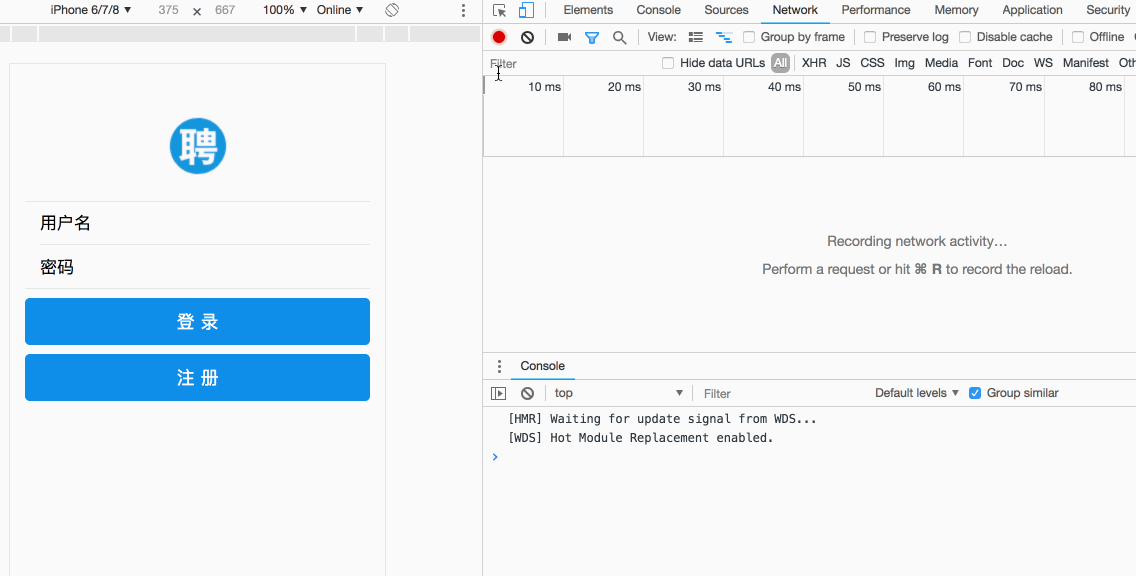 iPhone 6/7/8 ▼ 375 × 667 100% ▼ Online ▼
聘
用户名
密码
登 录
注 册
Elements Console Sources Network Performance Memory Application Security
View: Group by frame Preserve log Disable cache Offline
Filter Hide data URLs All XHR JS CSS Img Media Font Doc WS Manifest Oth
10 ms 20 ms 30 ms 40 ms 50 ms 60 ms 70 ms 80 ms
Recording network activity…
Perform a request or hit ⌘ R to record the reload.
Console
top ▼ Filter Default levels ▼ Group similar
[HMR] Waiting for update signal from WDS...
[WDS] Hot Module Replacement enabled.